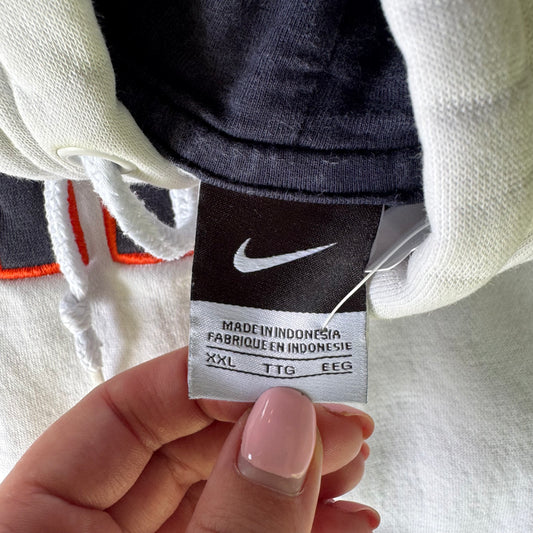 MADE IN INDONESIA
FABRIQUE EN INDONESIE
XXL TTG EEG